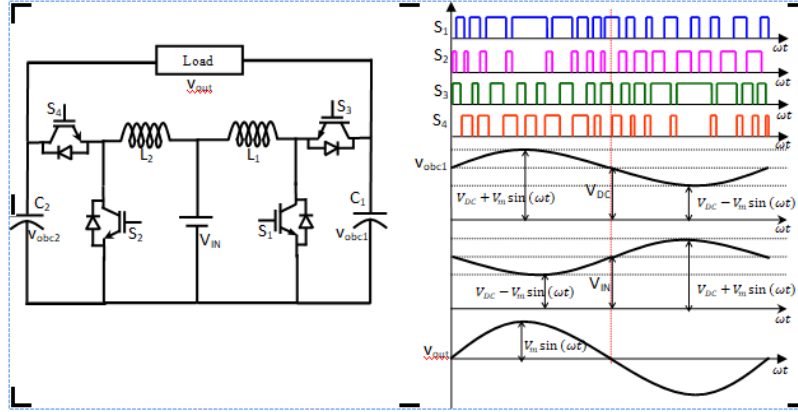 Load
vout
S4
S3
L2
L1
C2
vobc2
S2
VIN
S1
C1
vobc1
S1
ωt
S2
ωt
S3
ωt
S4
ωt
vobc1
VDC + Vm sin(ωt)
VDC
VDC − Vm sin(ωt)
ωt
VDC − Vm sin(ωt)
VIN
VDC + Vm sin(ωt)
ωt
vout
Vm sin(ωt)
ωt